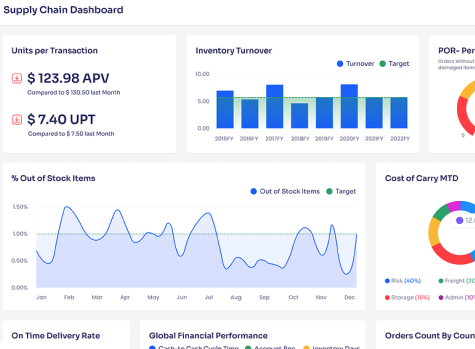 Supply Chain Dashboard
Units per Transaction
$ 123.98 APV
Compared to $ 130.50 last Month
$ 7.40 UPT
Compared to $ 7.50 last Month
Inventory Turnover
Turnover Target
10.00
5.00
0.00
2015FY 2016FY 2017FY 2018FY 2019FY 2020FY 2021FY 2022FY
POR- Per
Orders Without
damaged items
0
% Out of Stock Items
Out of Stock Items Target
1.50%
1.00%
0.50%
0.00%
Jan Feb Mar Apr May Jun Jul Aug Sep Oct Nov Dec
Cost of Carry MTD
12.
Risk (40%) Freight (20
Storage (15%) Admin (10%
On Time Delivery Rate
Global Financial Performance
Cash-to Cash Cycle Time Account Rec Inventory Days
Orders Count By Coun